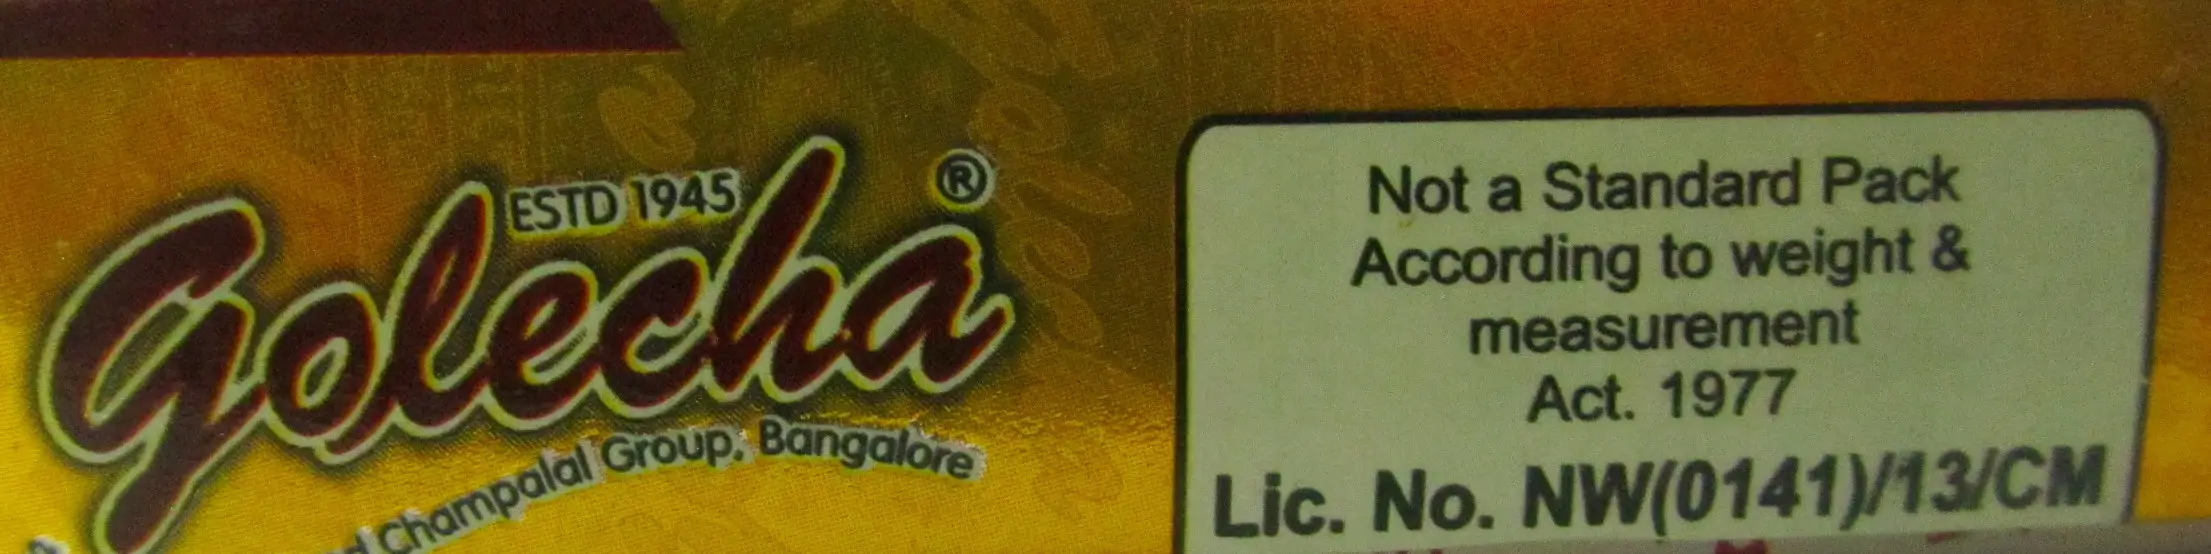 ESTD 1945
Golecha ®
Champalal Group, Bangalore
Not a Standard Pack
According to weight &
measurement
Act. 1977
Lic. No. NW(0141)/13/CM